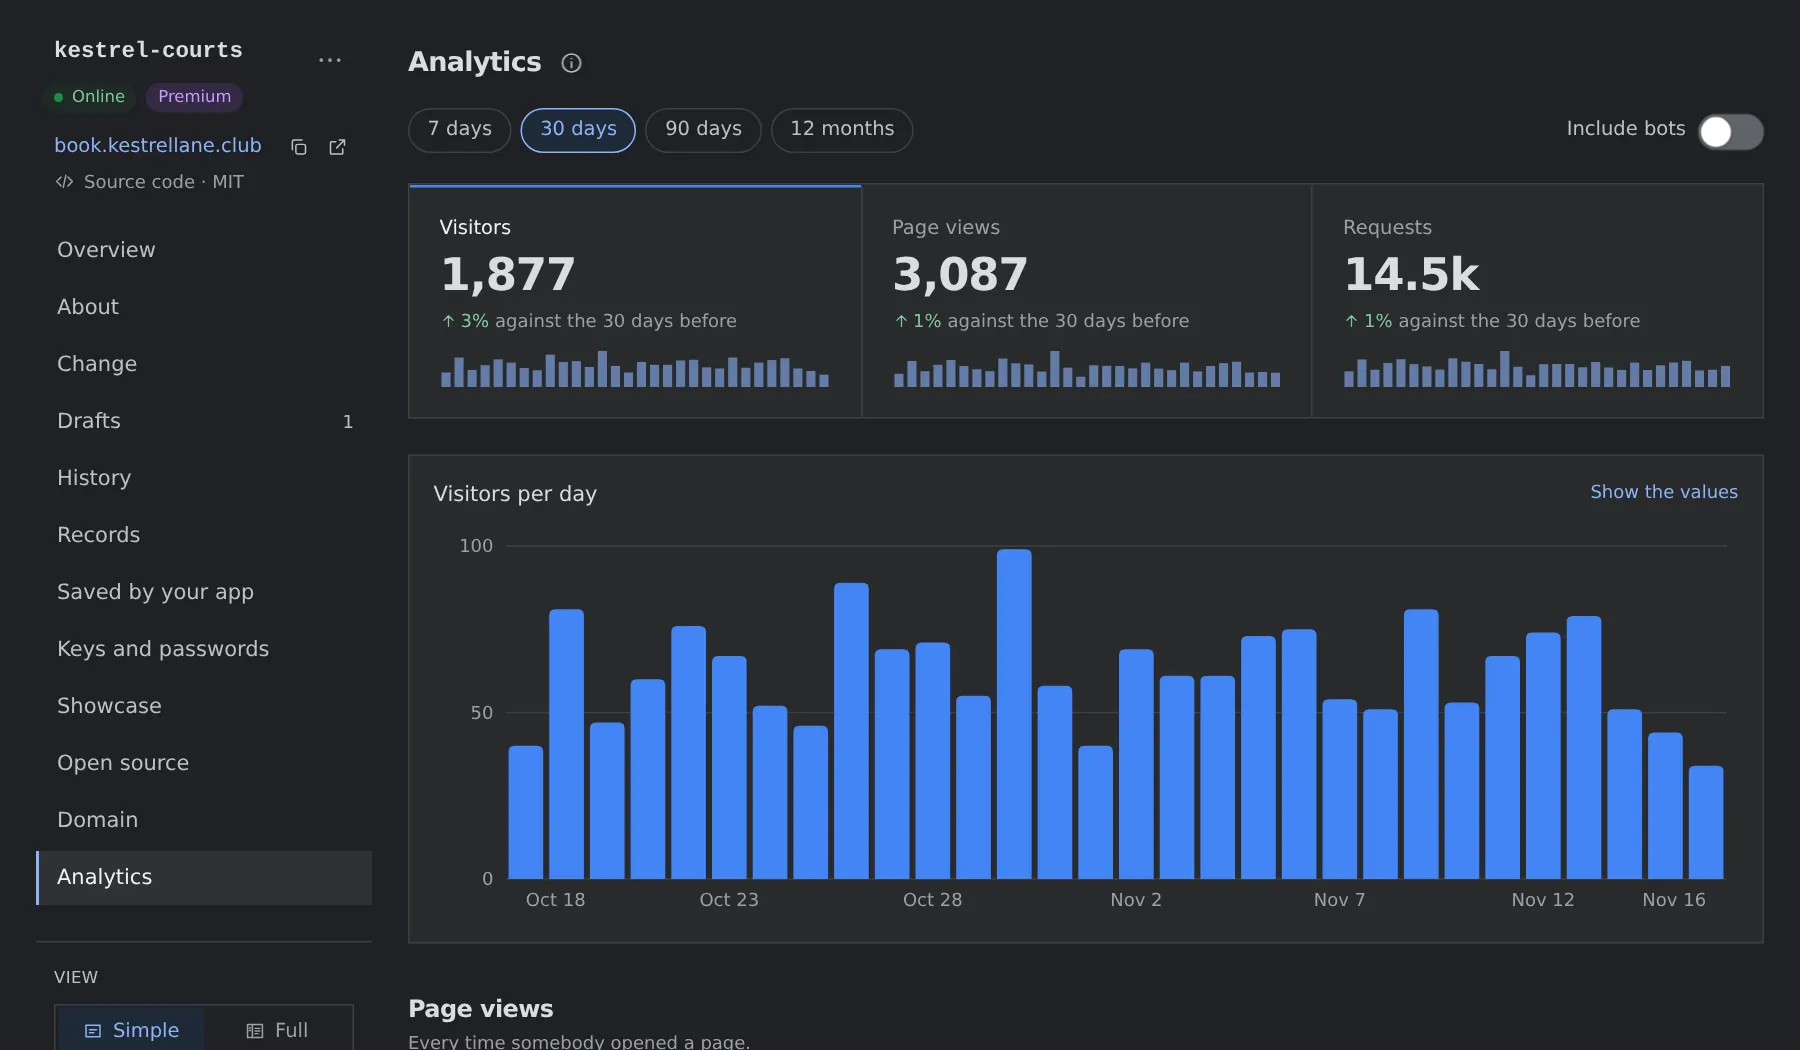 kestrel-courts
Online
Premium
book.kestrellane.club
Source code · MIT
Overview
About
Change
Drafts 1
History
Records
Saved by your app
Keys and passwords
Showcase
Open source
Domain
Analytics
VIEW
Simple
Full
Analytics
7 days
30 days
90 days
12 months
Include bots
Visitors
1,877
↑ 3% against the 30 days before
Page views
3,087
↑ 1% against the 30 days before
Requests
14.5k
↑ 1% against the 30 days before
Visitors per day
Show the values
100
50
0
Oct 18
Oct 23
Oct 28
Nov 2
Nov 7
Nov 12
Nov 16
Page views
Every time somebody opened a page.